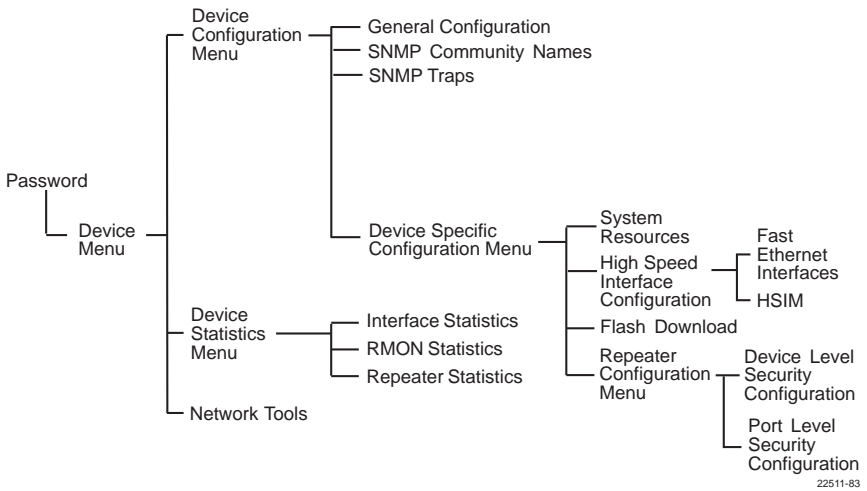 Password
Device
Menu
Device
Configuration
Menu
General Configuration
SNMP Community Names
SNMP Traps
Device Specific
Configuration Menu
System
Resources
High Speed
Interface
Configuration
Fast
Ethernet
Interfaces
HSIM
Flash Download
Repeater
Configuration
Menu
Device Level
Security
Configuration
Port Level
Security
Configuration
Device
Statistics
Menu
Interface Statistics
RMON Statistics
Repeater Statistics
Network Tools
22511-83